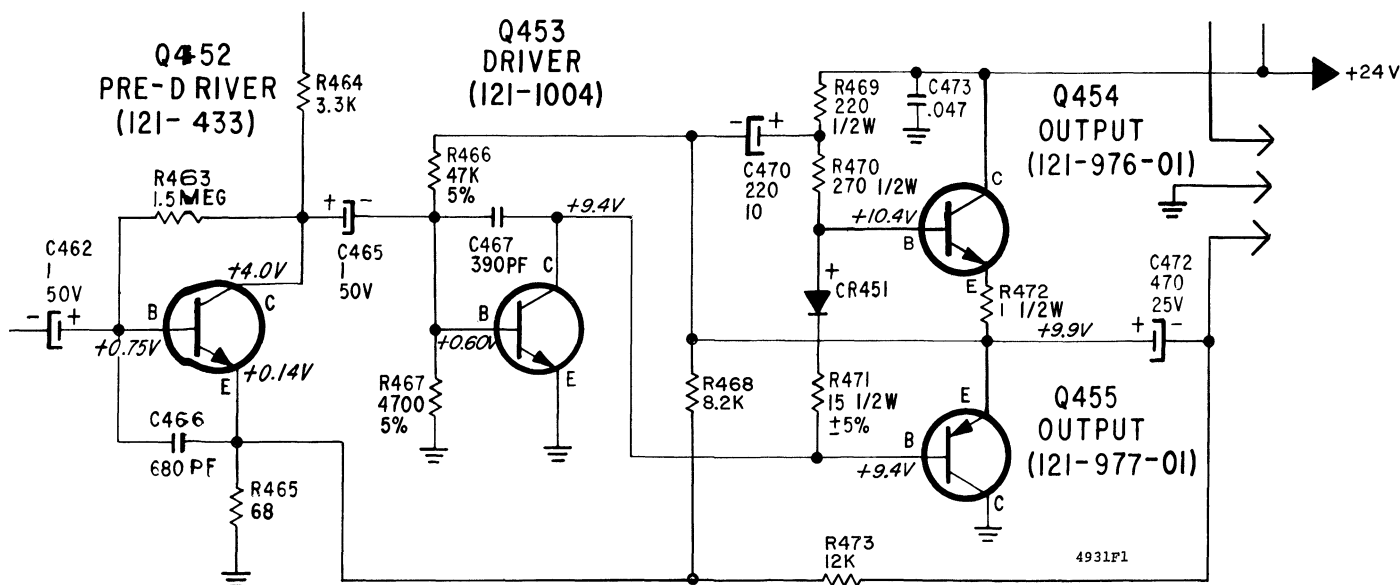 Q453
DRIVER
(121-1004)
Q452
PRE-DRIVER
(121-433)
R464
3.3K
R463
1.5MEG
C462
1
50V
- +
+0.75V
B
C
E
+4.0V
+0.14V
C466
680 PF
R465
68
+ -
C465
1
50V
R466
47K
5%
C467
390PF
+9.4V
C
B
E
+0.60V
R467
4700
5%
- +
C470
220
10
R469
220
1/2W
C473
.047
R470
270 1/2W
+10.4V
B
C
E
Q454
OUTPUT
(121-976-01)
+24V
+
CR451
R472
1 1/2W
+9.9V
C472
470
25V
+ -
R468
8.2K
R471
15 1/2W
±5%
E
B
C
+9.4V
Q455
OUTPUT
(121-977-01)
R473
12K
4931F1